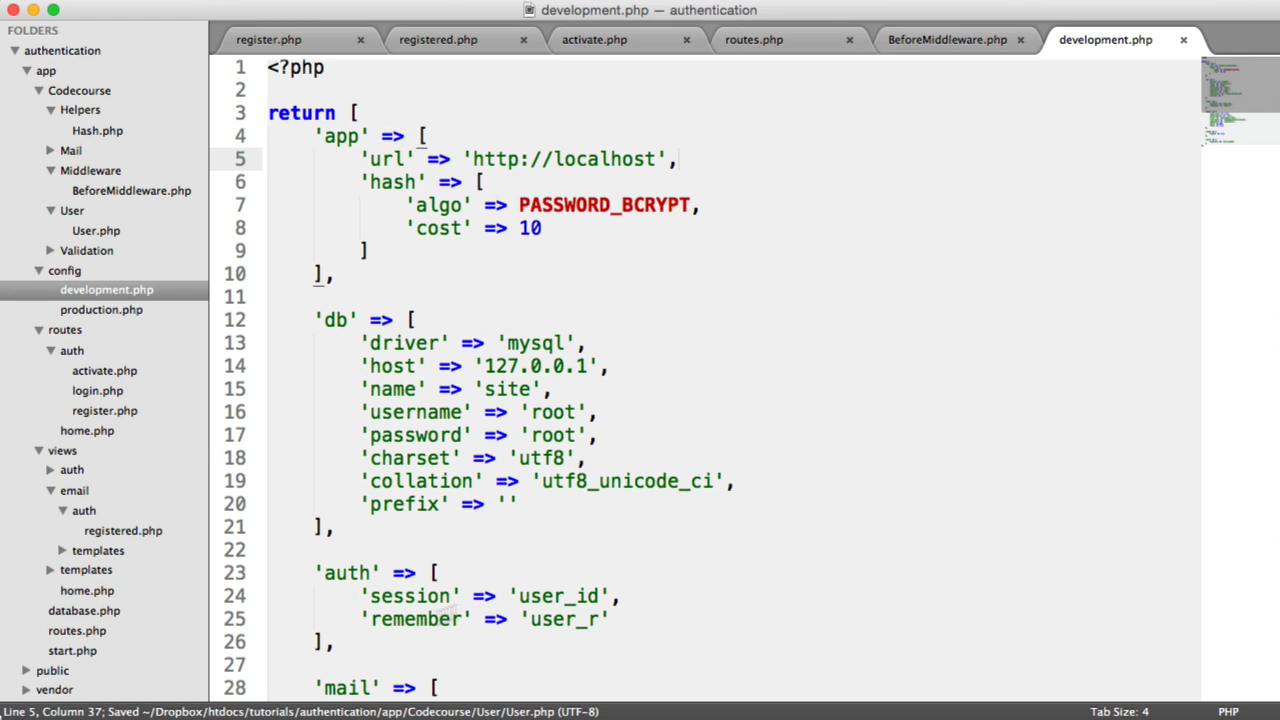 development.php — authentication
FOLDERS
authentication
app
Codecourse
Helpers
Hash.php
Mail
Middleware
BeforeMiddleware.php
User
User.php
Validation
config
development.php
production.php
routes
auth
activate.php
login.php
register.php
home.php
views
auth
email
auth
registered.php
templates
templates
home.php
database.php
routes.php
start.php
public
vendor
register.php × registered.php × activate.php × routes.php × BeforeMiddleware.php × development.php ×
1 <?php
2
3 return [
4 'app' => [
5 'url' => 'http://localhost',
6 'hash' => [
7 'algo' => PASSWORD_BCRYPT,
8 'cost' => 10
9 ]
10 ],
11
12 'db' => [
13 'driver' => 'mysql',
14 'host' => '127.0.0.1',
15 'name' => 'site',
16 'username' => 'root',
17 'password' => 'root',
18 'charset' => 'utf8',
19 'collation' => 'utf8_unicode_ci',
20 'prefix' => ''
21 ],
22
23 'auth' => [
24 'session' => 'user_id',
25 'remember' => 'user_r'
26 ],
27
28 'mail' => [
Line 5, Column 37; Saved ~/Dropbox/htdocs/tutorials/authentication/app/Codecourse/User/User.php (UTF-8) Tab Size: 4 PHP